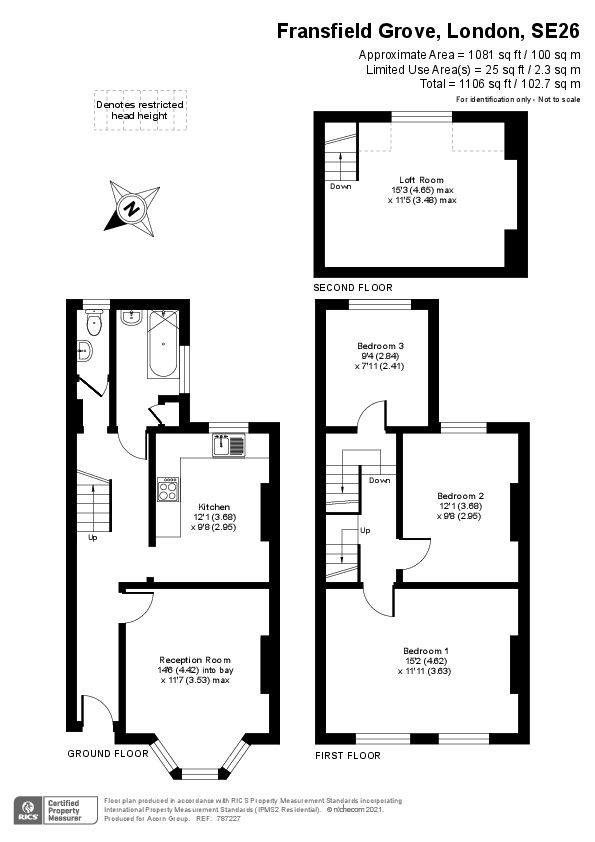 Fransfield Grove, London, SE26
Approximate Area = 1081 sq ft / 100 sq m
Limited Use Area(s) = 25 sq ft / 2.3 sq m
Total = 1106 sq ft / 102.7 sq m
For identification only - Not to scale
Denotes restricted
head height
N
Loft Room
15'3 (4.65) max
x 11'5 (3.48) max
Down
SECOND FLOOR
Bedroom 3
9'4 (2.84)
x 7'11 (2.41)
Kitchen
12'1 (3.68)
x 9'8 (2.95)
Up
Down
Up
Bedroom 2
12'1 (3.68)
x 9'8 (2.95)
Reception Room
14'6 (4.42) into bay
x 11'7 (3.53) max
Bedroom 1
15'2 (4.62)
x 11'11 (3.63)
GROUND FLOOR
FIRST FLOOR
RICS
Certified
Property
Measurer
Floor plan produced in accordance with RICS Property Measurement Standards incorporating
International Property Measurement Standards (IPMS2 Residential). © nichecom 2021.
Produced for Acorn Group. REF: 787227